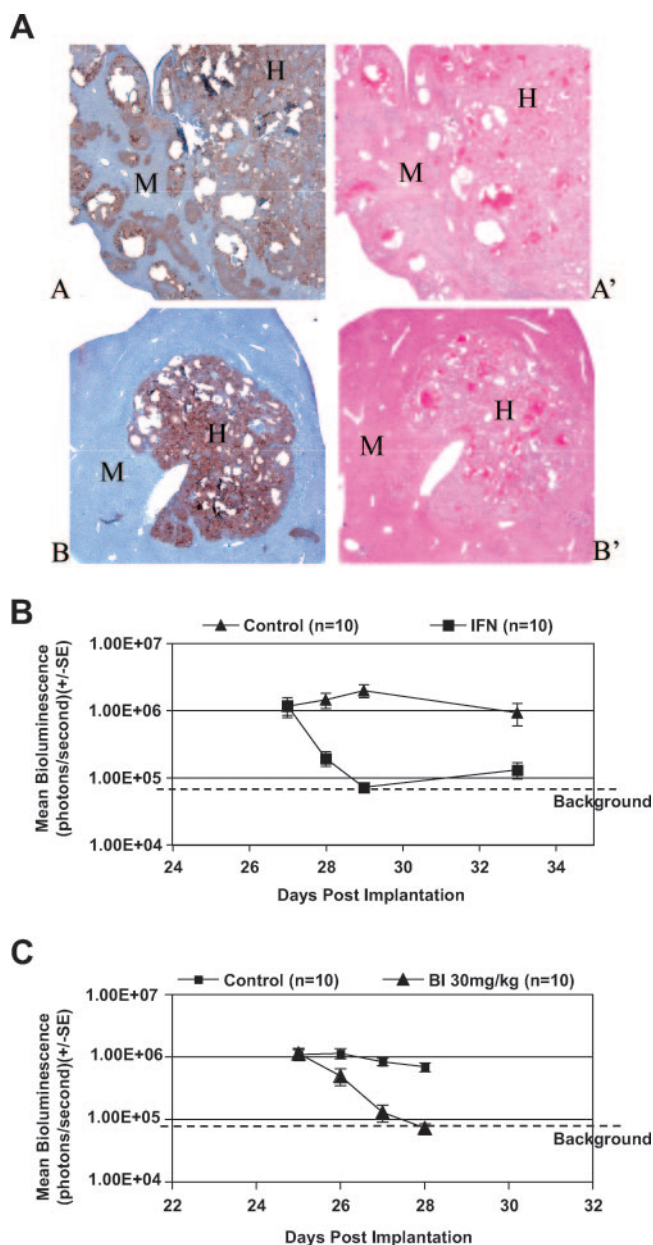 A
H
M
A
H
M
A'
H
M
B
H
M
B'
B
Control (n=10) IFN (n=10)
Mean Bioluminescence
(photons/second)(+/-SE)
1.00E+07
1.00E+06
1.00E+05
1.00E+04
Background
24 26 28 30 32 34
Days Post Implantation
C
Control (n=10) BI 30mg/kg (n=10)
Mean Bioluminescence
(photons/second)(+/-SE)
1.00E+07
1.00E+06
1.00E+05
1.00E+04
Background
22 24 26 28 30 32
Days Post Implantation